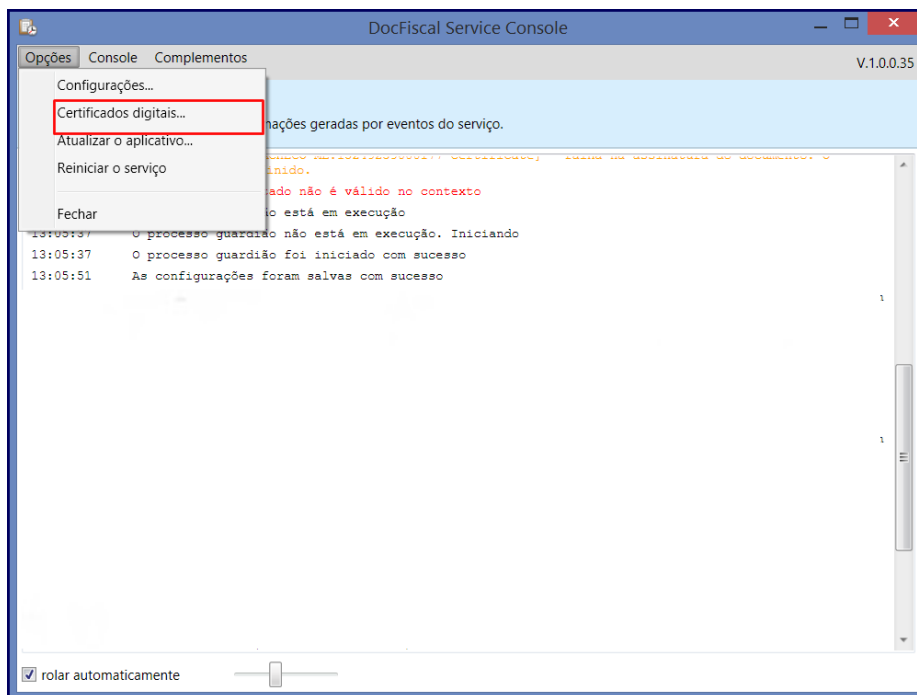 DocFiscal Service Console
Opções Console Complementos
V.1.0.0.35
Configurações...
Certificados digitais...
Atualizar o aplicativo...
Reiniciar o serviço
Fechar
mações geradas por eventos do serviço.
inido.
ado não é válido no contexto
io está em execução
13:05:37 O processo guardião não está em execução. Iniciando
13:05:37 O processo guardião foi iniciado com sucesso
13:05:51 As configurações foram salvas com sucesso
rolar automaticamente